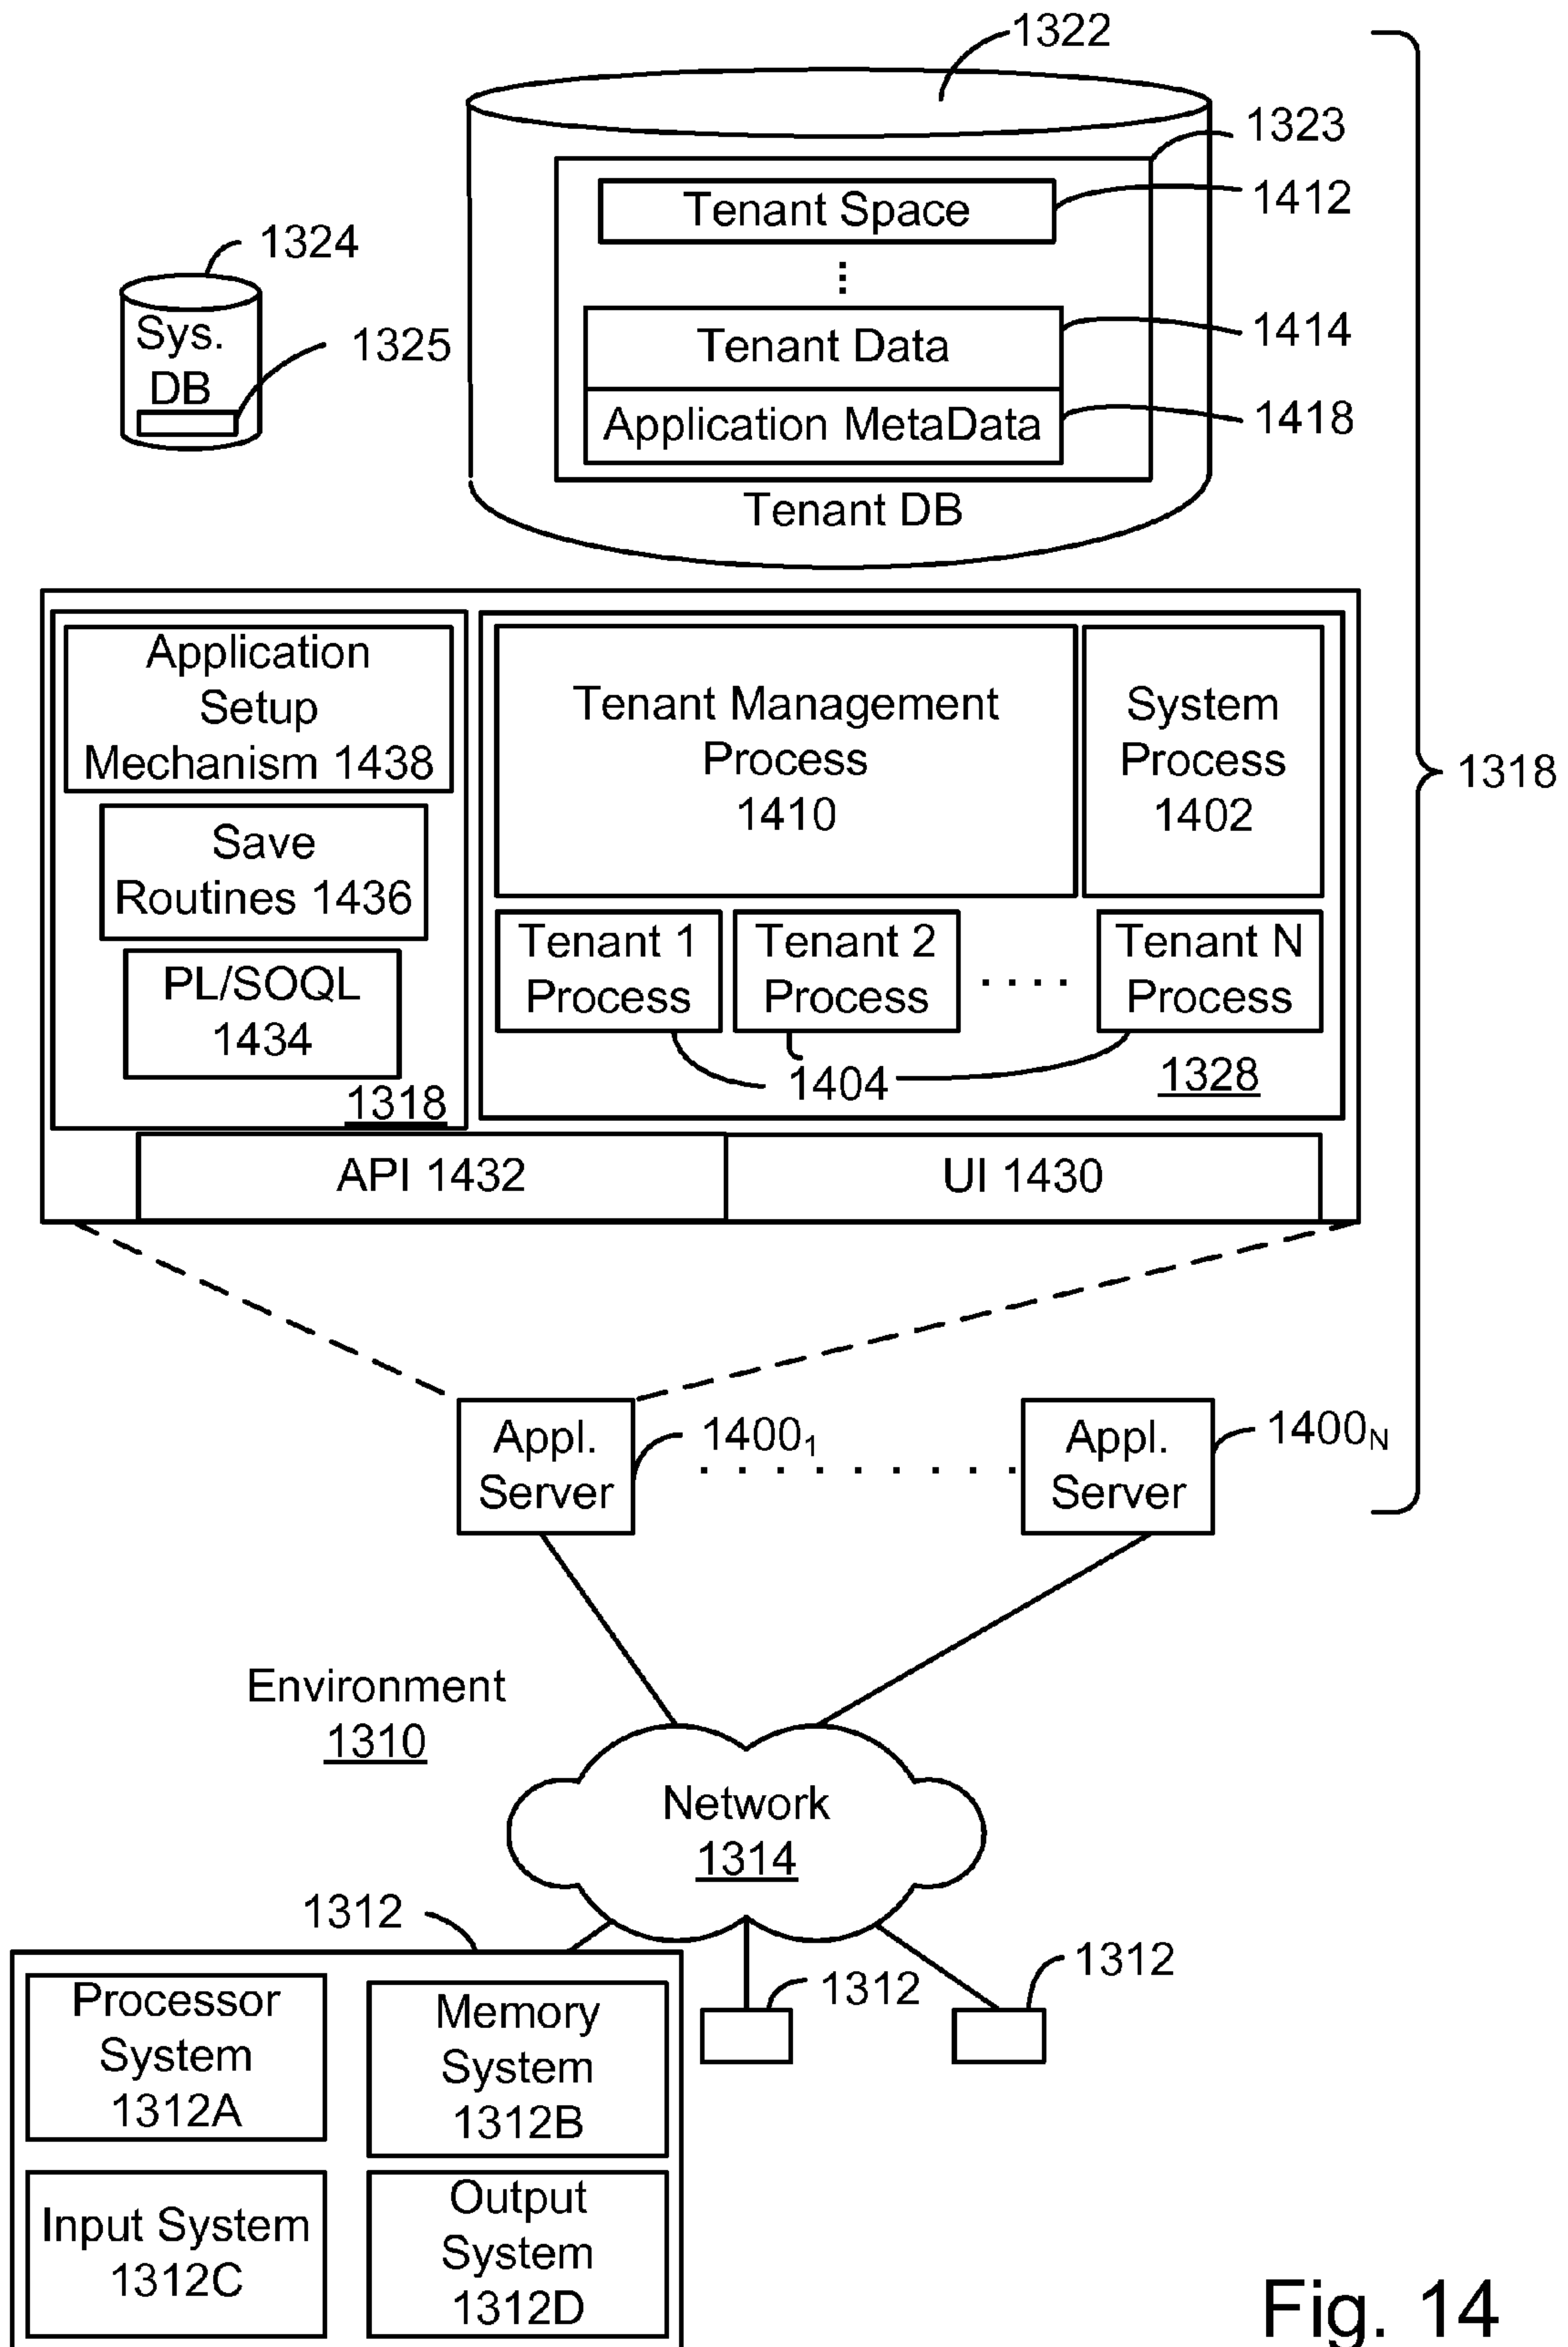 1322
1323
Tenant Space
1412
1324
Sys.
DB
1325
Tenant Data
1414
Application MetaData
1418
Tenant DB
Application
Setup
Mechanism 1438
Tenant Management
Process
1410
System
Process
1402
1318
Save
Routines 1436
Tenant 1
Process
Tenant 2
Process
. . . .
Tenant N
Process
PL/SOQL
1434
1404
1328
1318
API 1432
UI 1430
Appl.
Server
1400₁
Appl.
Server
1400N
Environment
1310
Network
1314
1312
1312
1312
Processor
System
1312A
Memory
System
1312B
Input System
1312C
Output
System
1312D
Fig. 14